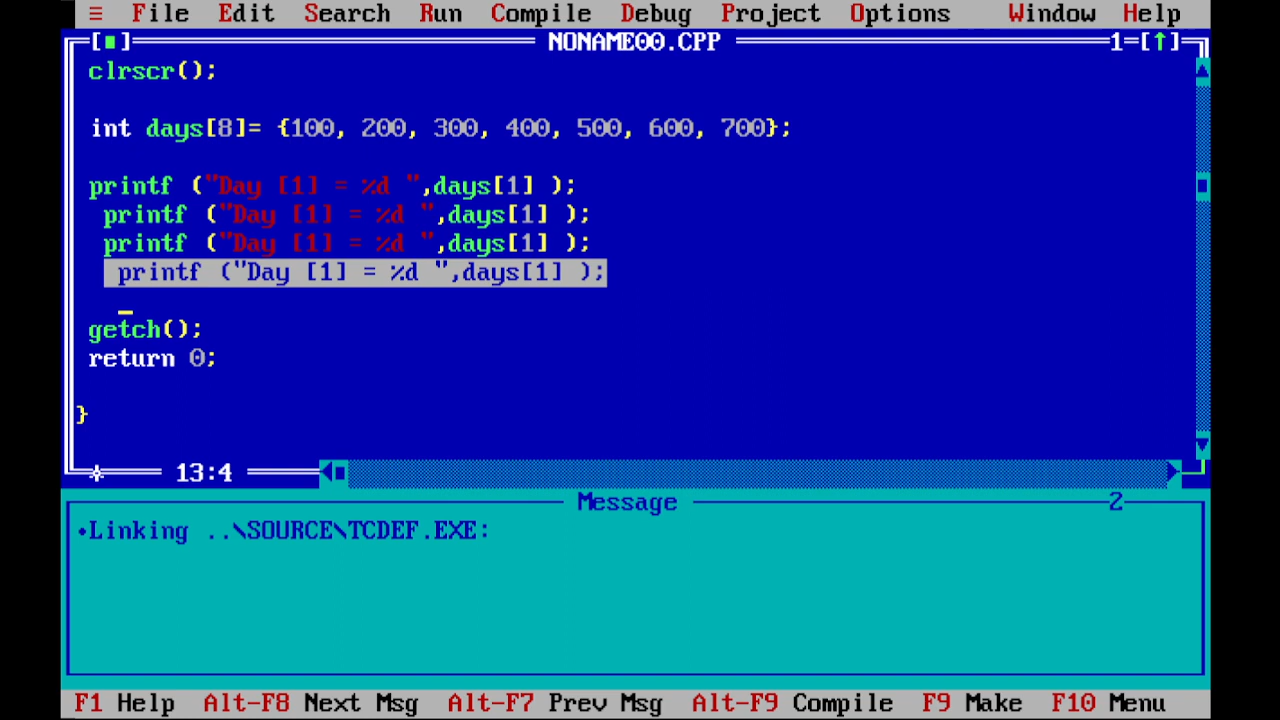 ≡ File Edit Search Run Compile Debug Project Options Window Help
[■] NONAME00.CPP 1=[↑]
clrscr();
int days[8]= {100, 200, 300, 400, 500, 600, 700};
printf ("Day [1] = %d ",days[1] );
printf ("Day [1] = %d ",days[1] );
printf ("Day [1] = %d ",days[1] );
printf ("Day [1] = %d ",days[1] );
getch();
return 0;
}
13:4
Message 2
•Linking ..\SOURCE\TCDEF.EXE:
F1 Help Alt-F8 Next Msg Alt-F7 Prev Msg Alt-F9 Compile F9 Make F10 Menu